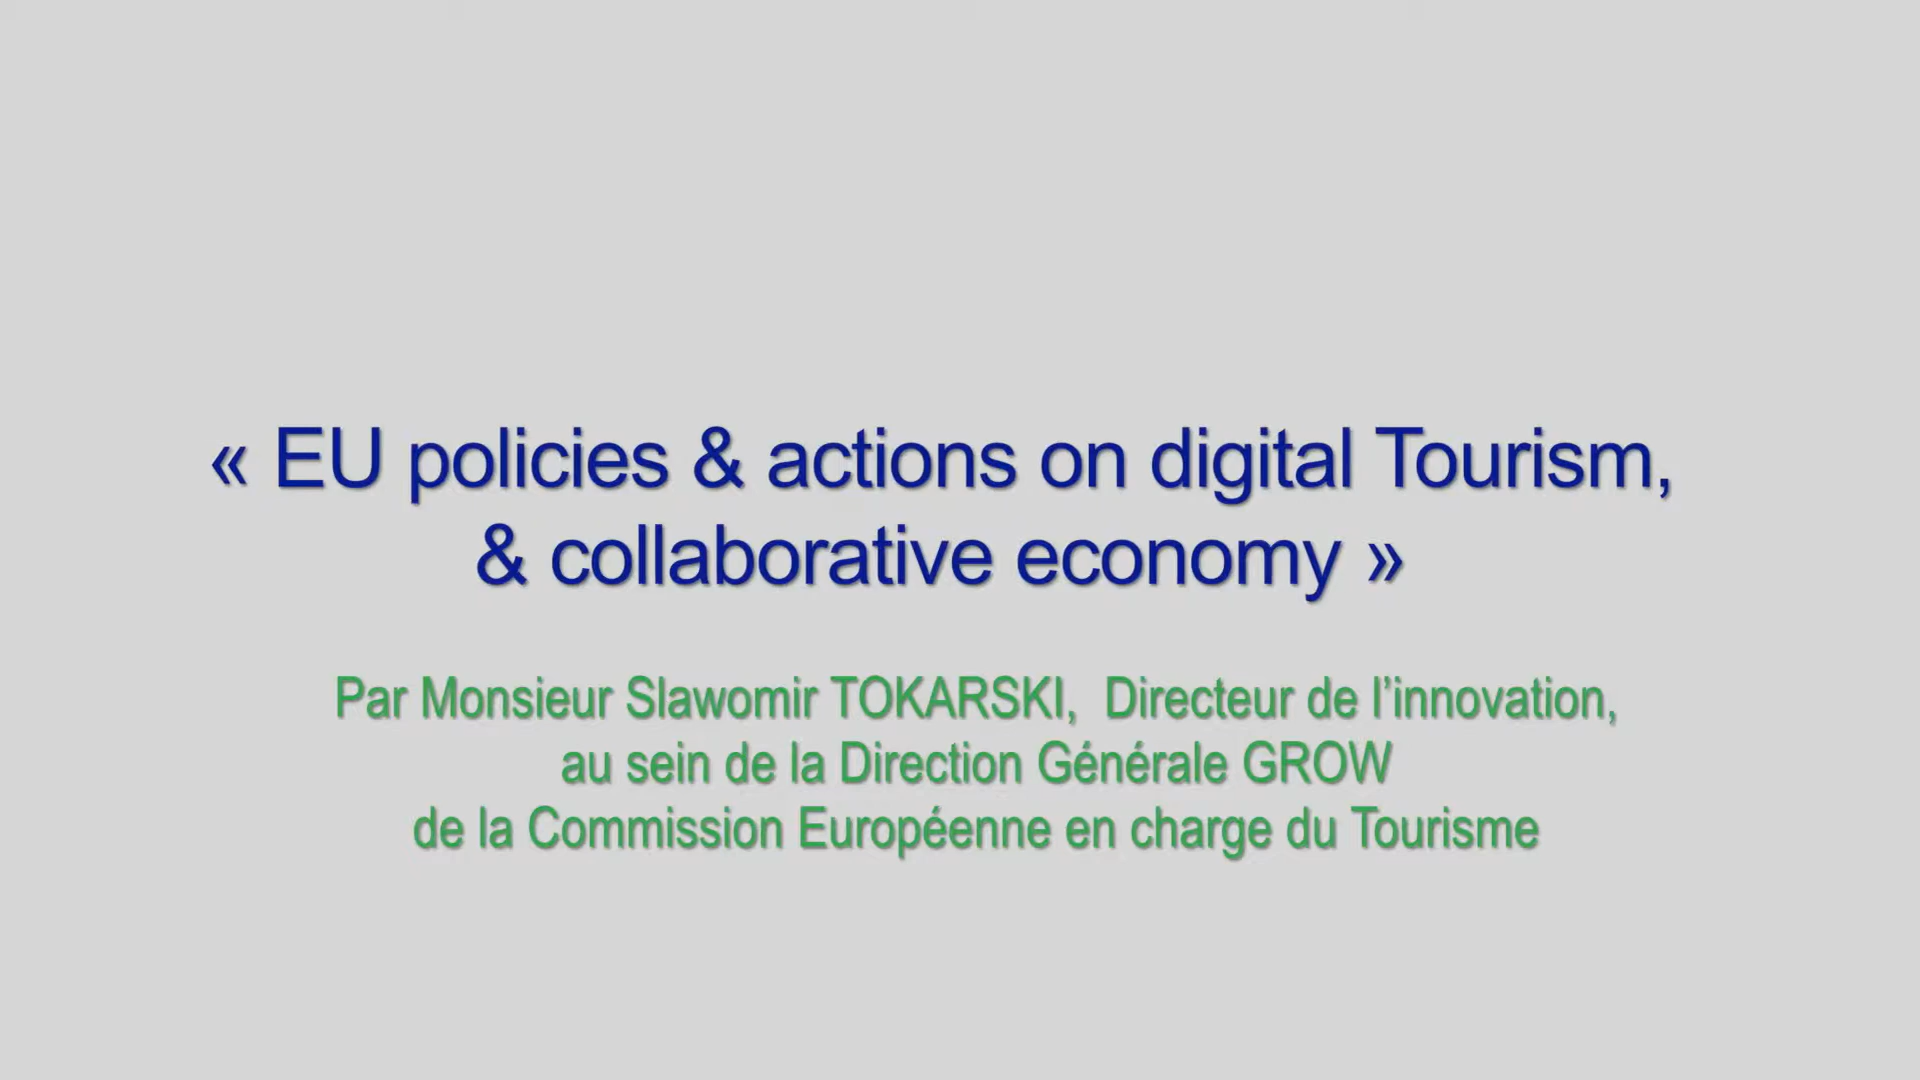 « EU policies & actions on digital Tourism,
& collaborative economy »
Par Monsieur Slawomir TOKARSKI, Directeur de l’innovation,
au sein de la Direction Générale GROW
de la Commission Européenne en charge du Tourisme